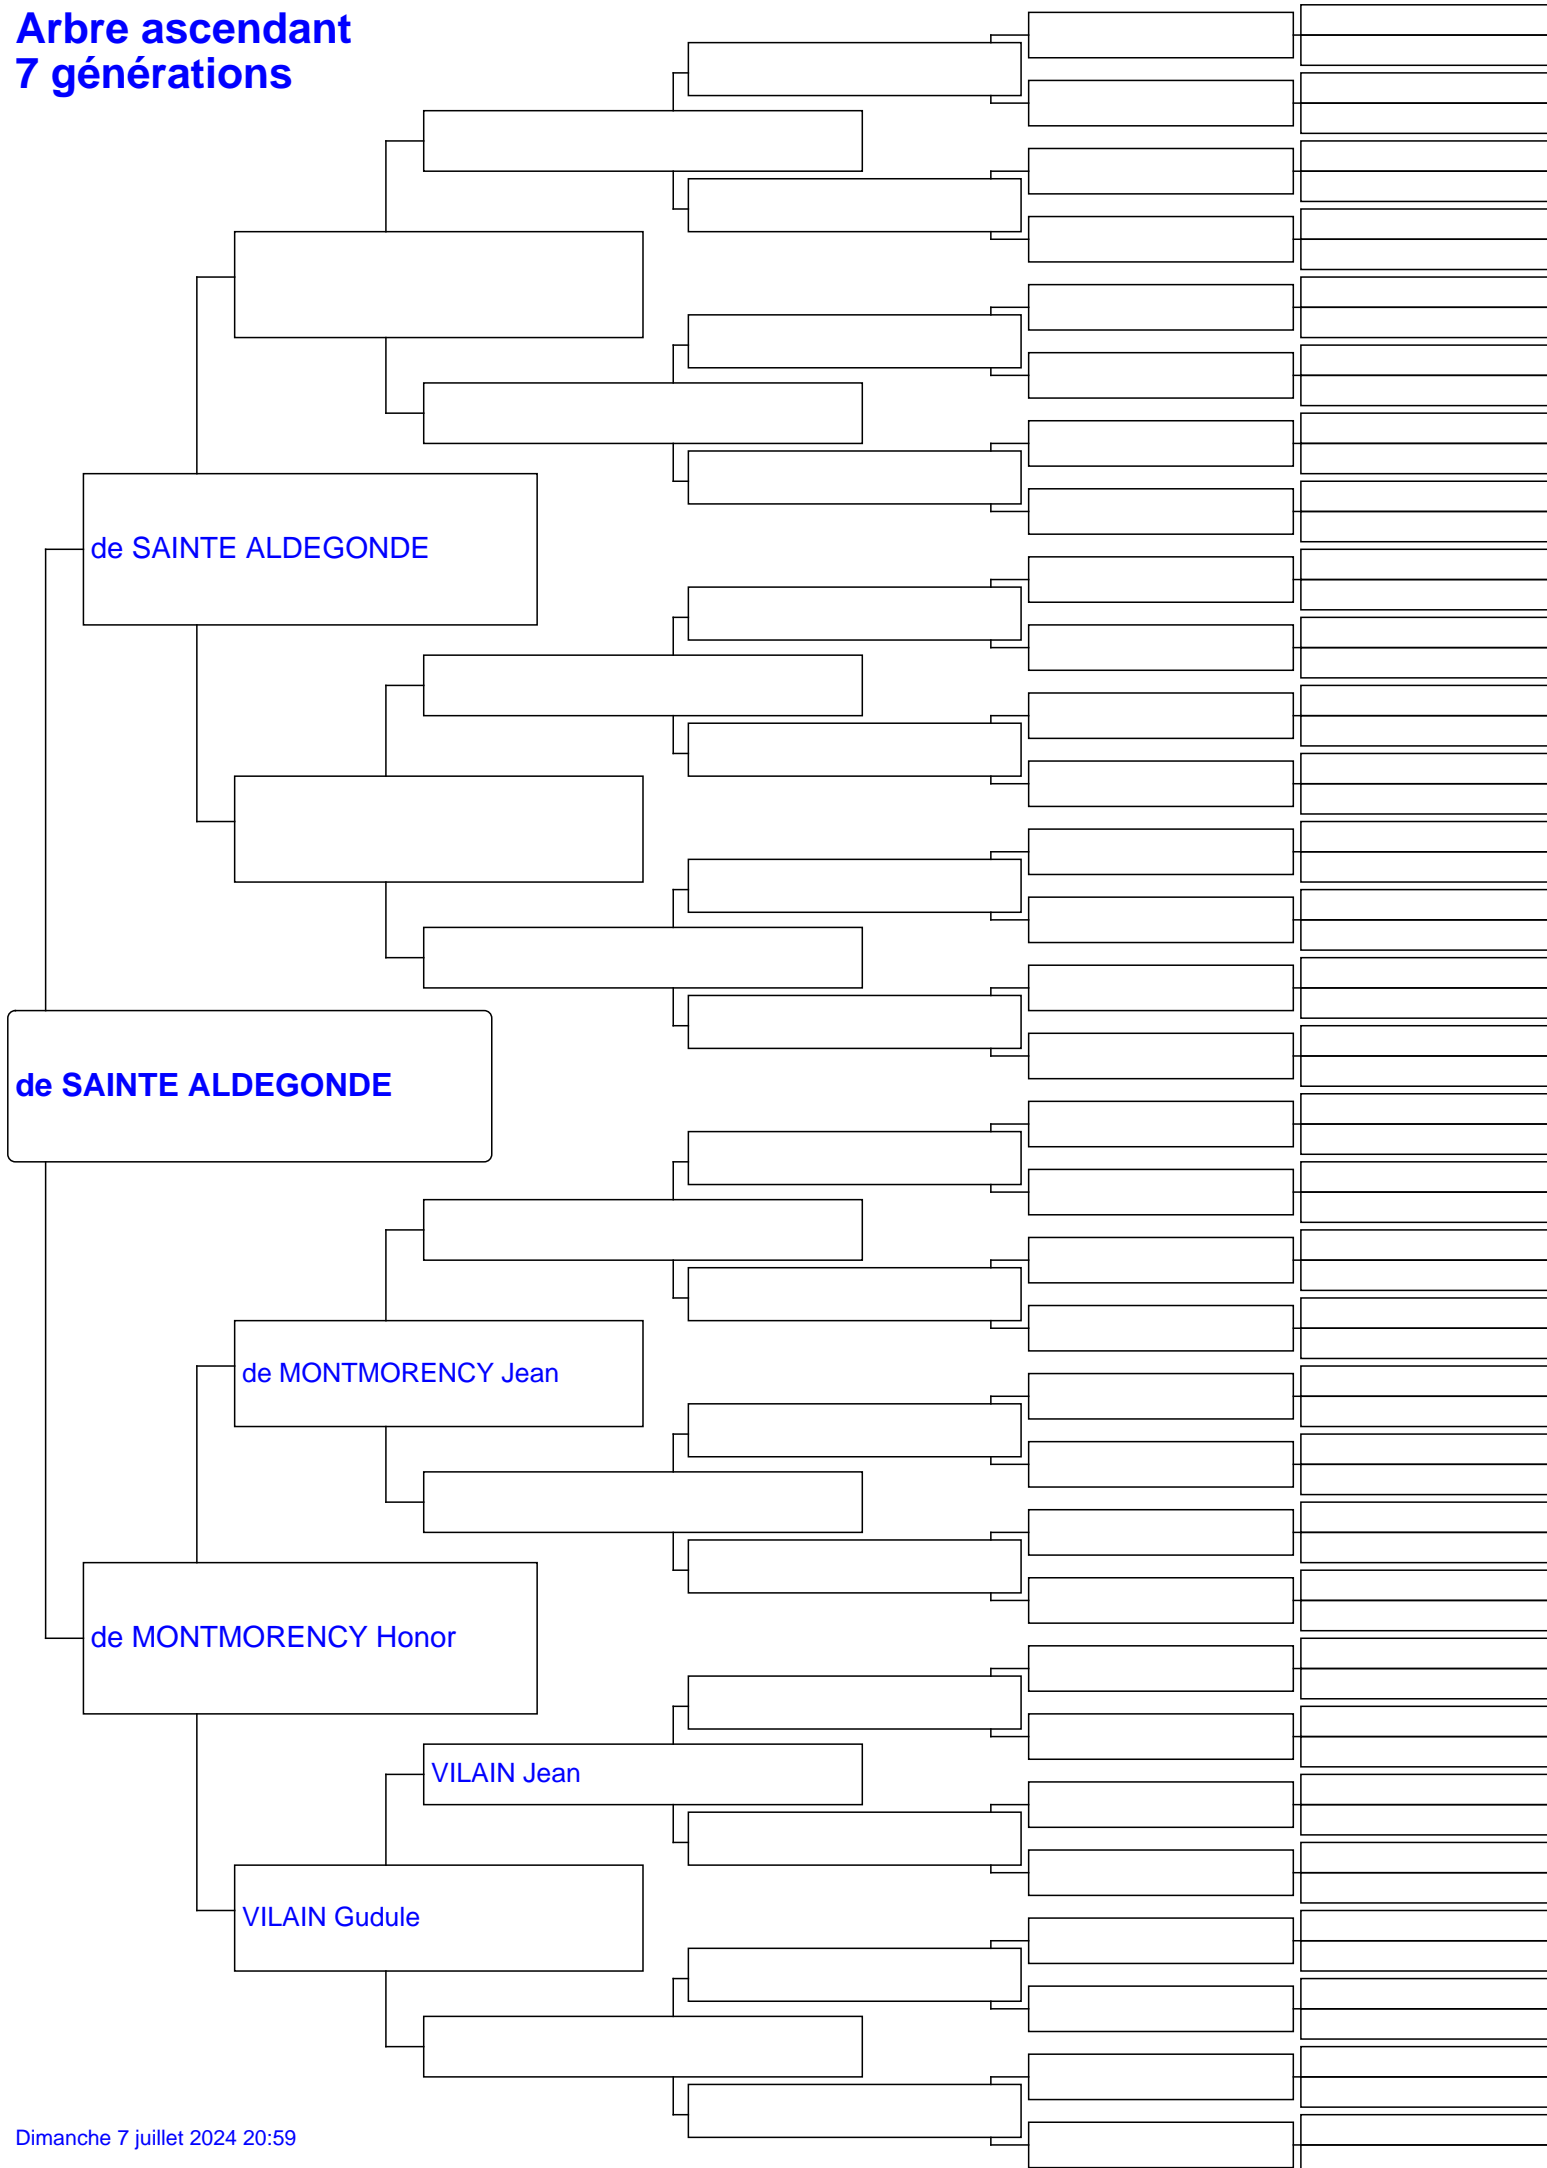 Arbre ascendant
7 générations
de SAINTE ALDEGONDE
de SAINTE ALDEGONDE
de MONTMORENCY Jean
de MONTMORENCY Honor
VILAIN Jean
VILAIN Gudule
Dimanche 7 juillet 2024 20:59